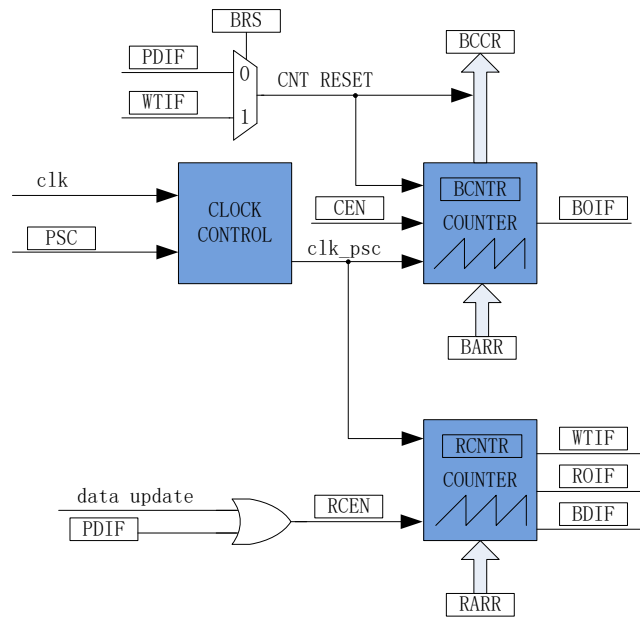 BRS
BCCR
PDIF
0
CNT RESET
WTIF
1
clk
CLOCK
CONTROL
BCNTR
CEN
COUNTER
BOIF
PSC
clk_psc
BARR
RCNTR
WTIF
COUNTER
ROIF
data update
RCEN
BDIF
PDIF
RARR